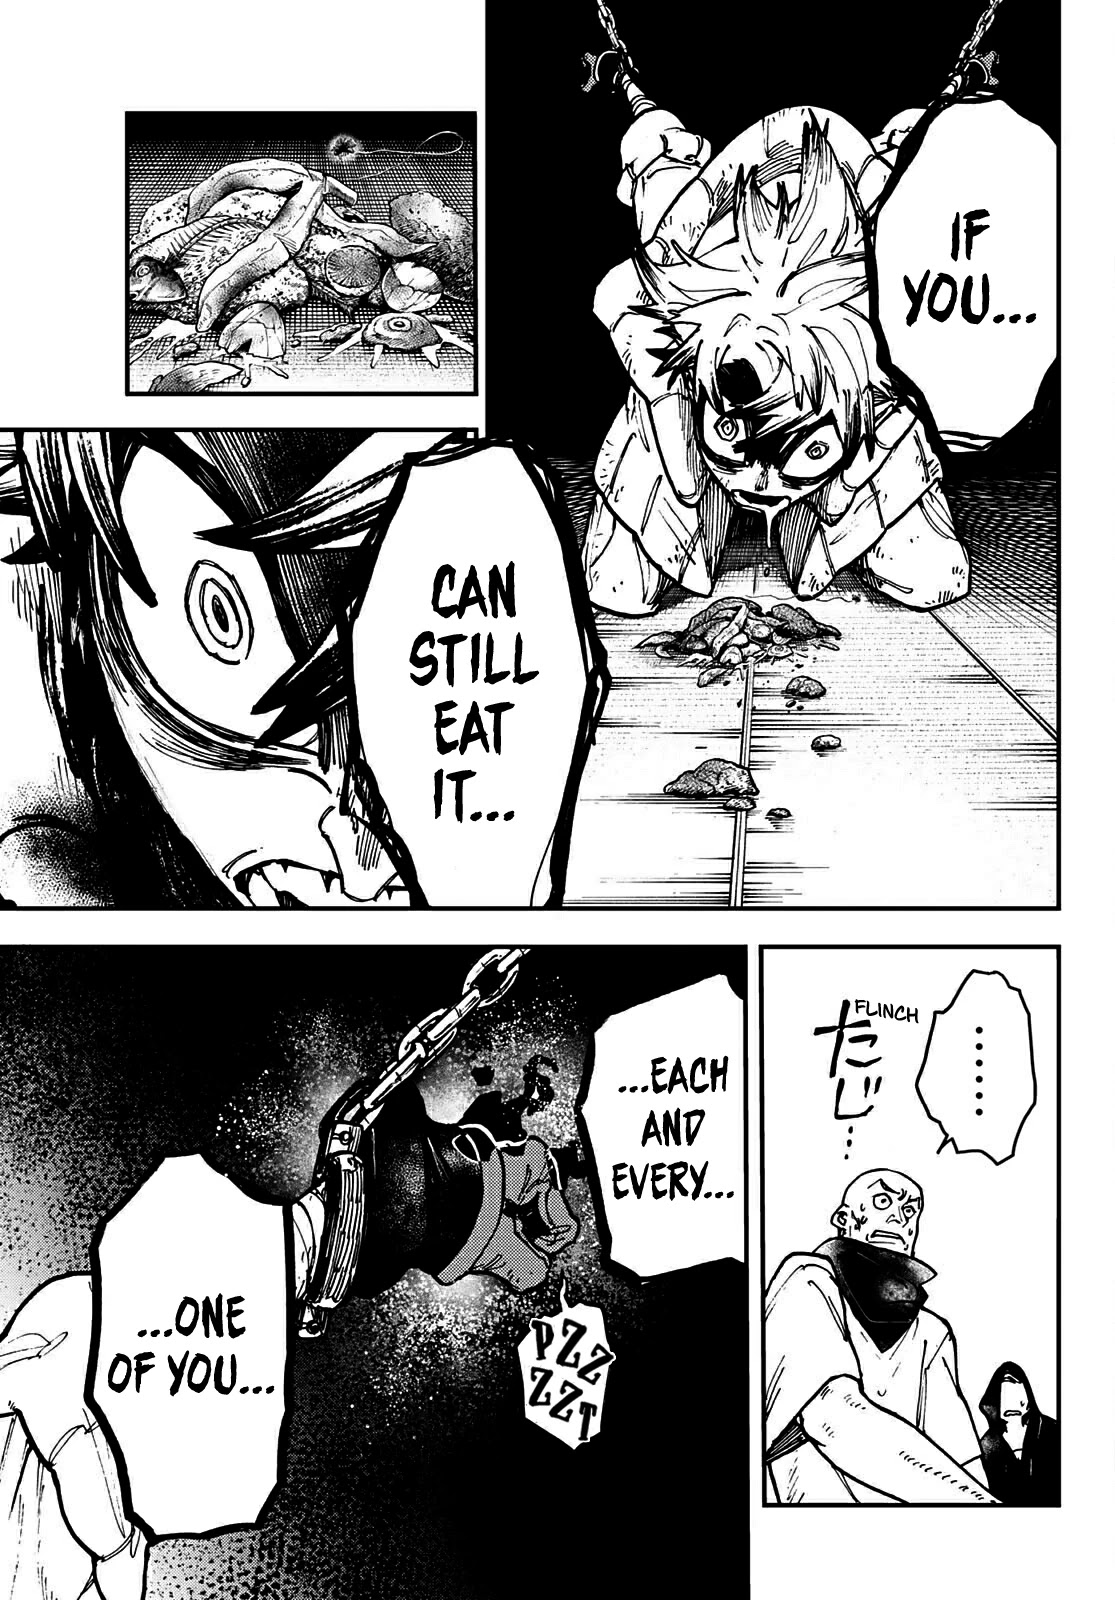 IF
YOU...
CAN
STILL
EAT
IT...
FLINCH
たじ…
......
...EACH
AND
EVERY...
PZZ
ZZT
...ONE
OF YOU...